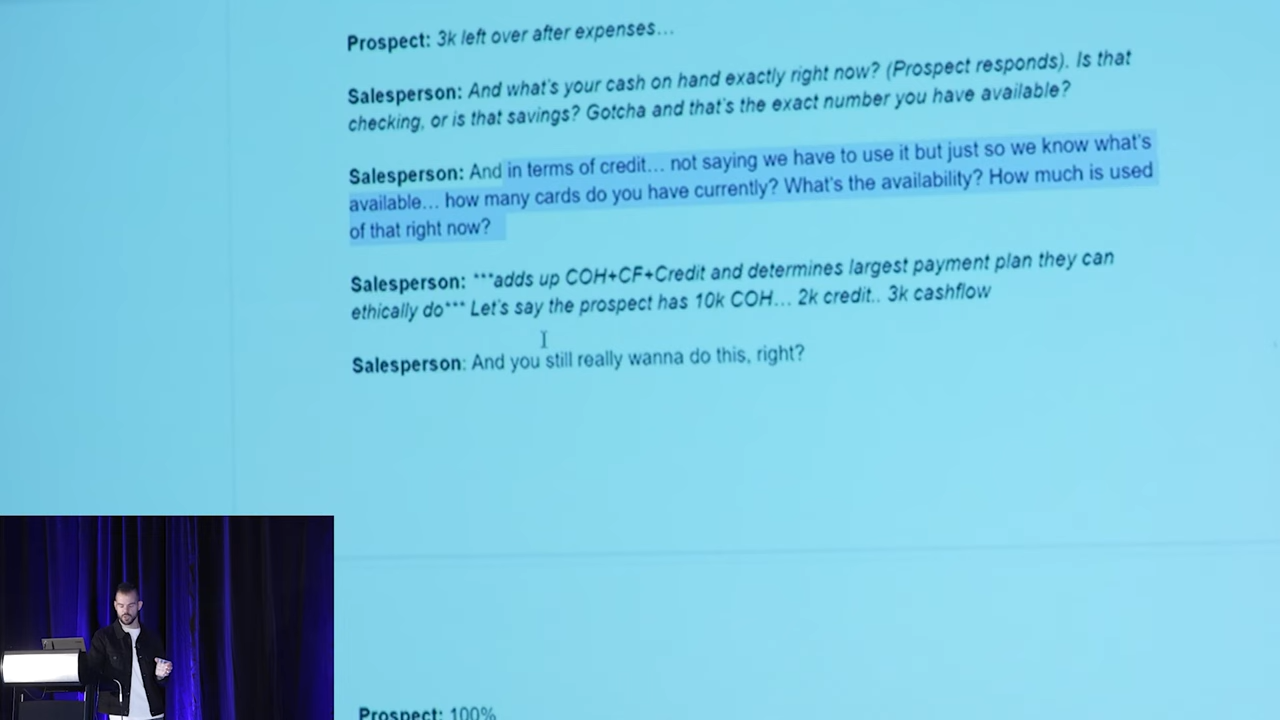 Prospect: 3k left over after expenses…
Salesperson: And what's your cash on hand exactly right now? (Prospect responds). Is that
checking, or is that savings? Gotcha and that's the exact number you have available?
Salesperson: And in terms of credit… not saying we have to use it but just so we know what's
available… how many cards do you have currently? What's the availability? How much is used
of that right now?
Salesperson: ***adds up COH+CF+Credit and determines largest payment plan they can
ethically do*** Let's say the prospect has 10k COH… 2k credit.. 3k cashflow
Salesperson: And you still really wanna do this, right?
Prospect: 100%